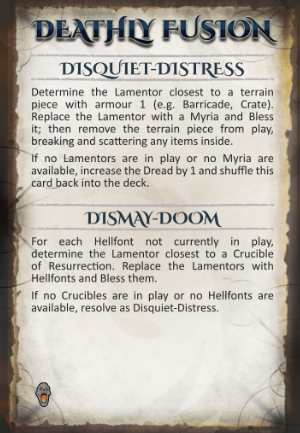 DEATHLY FUSION
DISQUIET-DISTRESS
Determine the Lamentor closest to a terrain
piece with armour 1 (e.g. Barricade, Crate).
Replace the Lamentor with a Myria and Bless
it; then remove the terrain piece from play,
breaking and scattering any items inside.
If no Lamentors are in play or no Myria are
available, increase the Dread by 1 and shuffle this
card back into the deck.
DISMAY-DOOM
For each Hellfont not currently in play,
determine the Lamentor closest to a Crucible
of Resurrection. Replace the Lamentors with
Hellfonts and Bless them.
If no Crucibles are in play or no Hellfonts are
available, resolve as Disquiet-Distress.